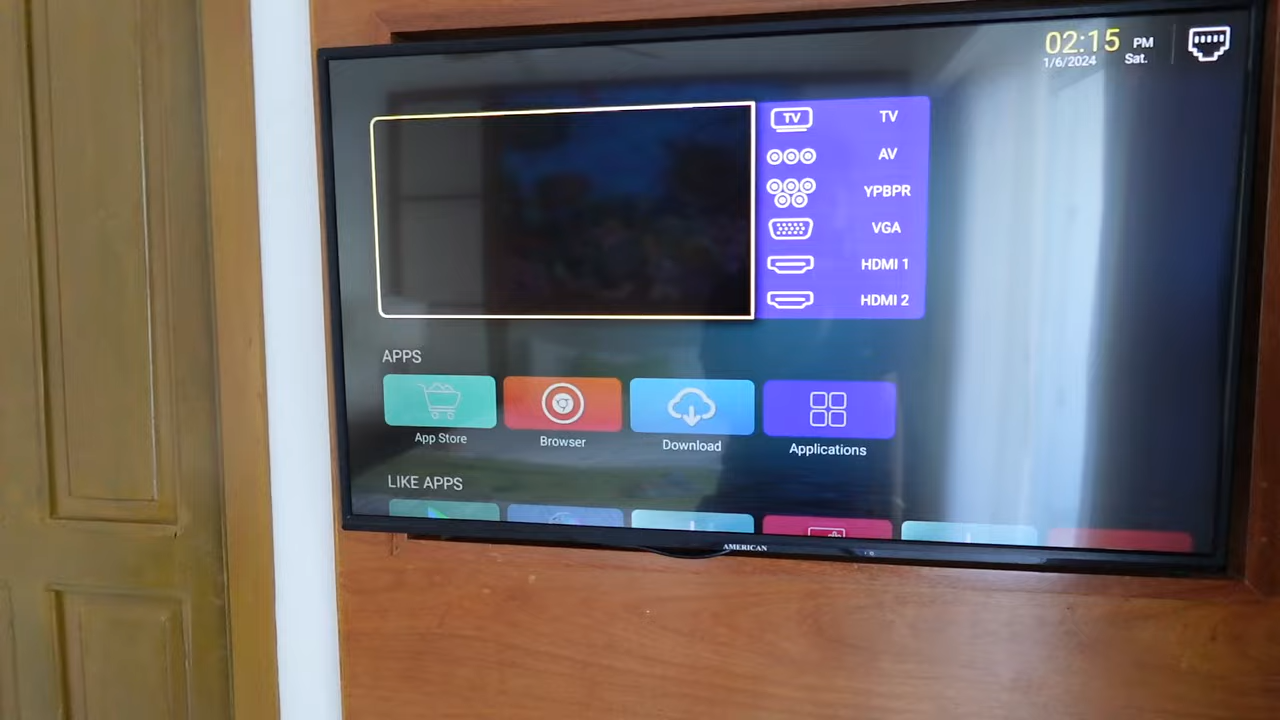 02:15 PM
1/6/2024 Sat.
TV TV
AV
YPBPR
VGA
HDMI 1
HDMI 2
APPS
App Store
Browser
Download
Applications
LIKE APPS
AMERICAN